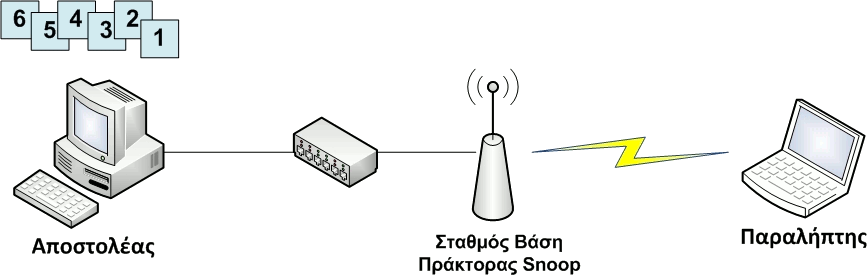 6 5 4 3 2 1
Αποστολέας
Σταθμός Βάση
Πράκτορας Snoop
Παραλήπτης